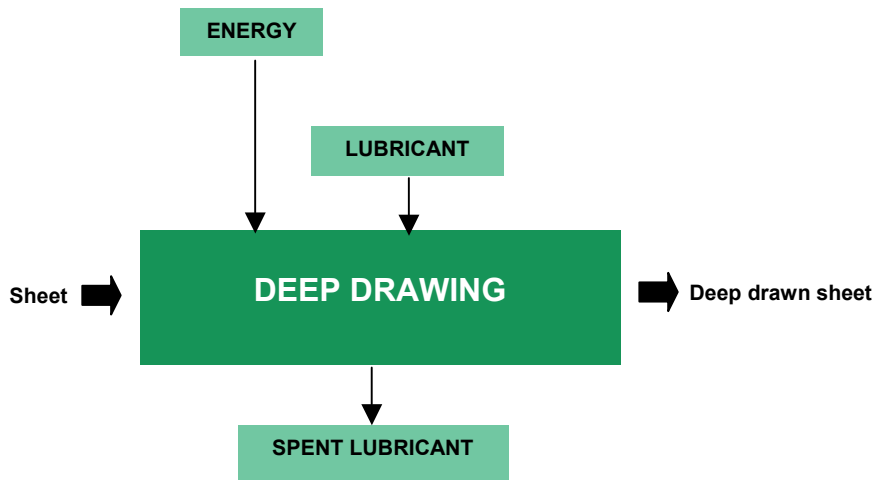 ENERGY
LUBRICANT
DEEP DRAWING
Sheet
Deep drawn sheet
SPENT LUBRICANT